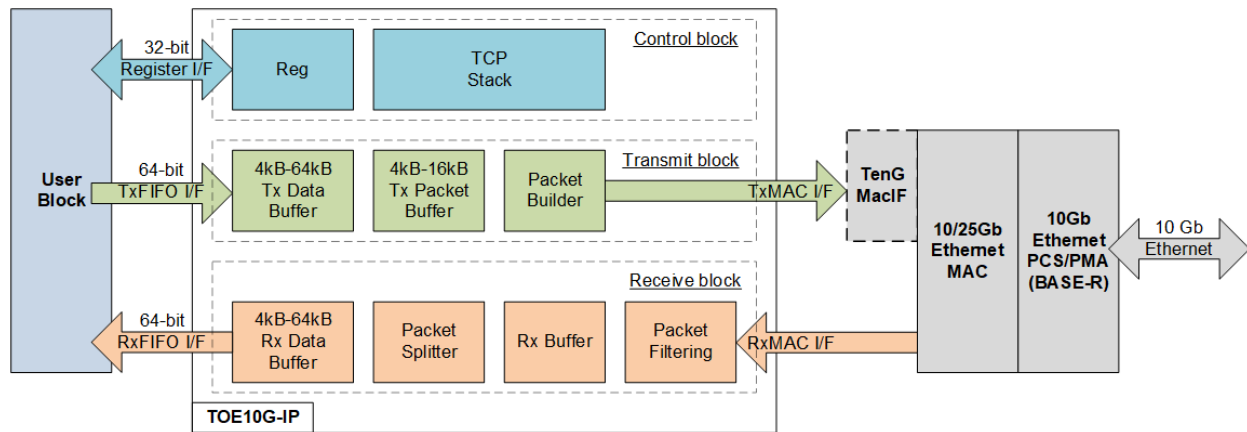 User
Block
32-bit
Register I/F
Reg
TCP
Stack
Control block
64-bit
TxFIFO I/F
4kB-64kB
Tx Data
Buffer
4kB-16kB
Tx Packet
Buffer
Packet
Builder
Transmit block
TxMAC I/F
TenG
MacIF
10/25Gb
Ethernet
MAC
10Gb
Ethernet
PCS/PMA
(BASE-R)
10 Gb
Ethernet
64-bit
RxFIFO I/F
4kB-64kB
Rx Data
Buffer
Packet
Splitter
Rx Buffer
Packet
Filtering
Receive block
RxMAC I/F
TOE10G-IP